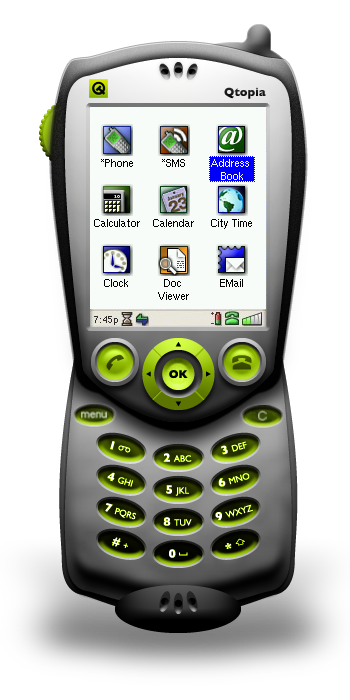 Q
Qtopia
*Phone
*SMS
Address
Book
Calculator
Calendar
City Time
Clock
Doc
Viewer
EMail
7:45p
OK
menu
C
1
2 ABC
3 DEF
4 GHI
5 JKL
6 MNO
7 PQRS
8 TUV
9 WXYZ
# +
0
*